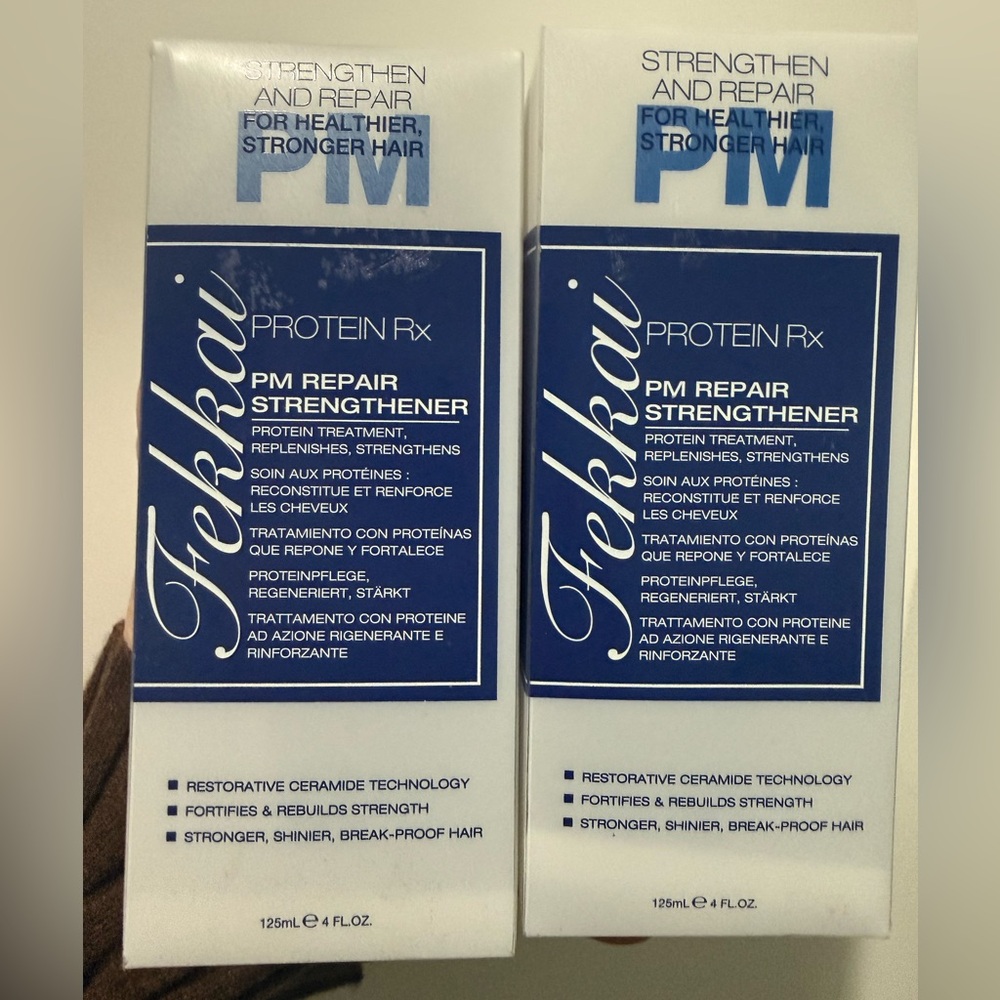 STRENGTHEN
AND REPAIR
FOR HEALTHIER,
STRONGER HAIR
PM
Fekkai
PROTEIN Rx
PM REPAIR
STRENGTHENER
PROTEIN TREATMENT,
REPLENISHES, STRENGTHENS
SOIN AUX PROTÉINES :
RECONSTITUE ET RENFORCE
LES CHEVEUX
TRATAMIENTO CON PROTEÍNAS
QUE REPONE Y FORTALECE
PROTEINPFLEGE,
REGENERIERT, STÄRKT
TRATTAMENTO CON PROTEINE
AD AZIONE RIGENERANTE E
RINFORZANTE
RESTORATIVE CERAMIDE TECHNOLOGY
FORTIFIES & REBUILDS STRENGTH
STRONGER, SHINIER, BREAK-PROOF HAIR
125mL ℮ 4 FL.OZ.
STRENGTHEN
AND REPAIR
FOR HEALTHIER,
STRONGER HAIR
PM
Fekkai
PROTEIN Rx
PM REPAIR
STRENGTHENER
PROTEIN TREATMENT,
REPLENISHES, STRENGTHENS
SOIN AUX PROTÉINES :
RECONSTITUE ET RENFORCE
LES CHEVEUX
TRATAMIENTO CON PROTEÍNAS
QUE REPONE Y FORTALECE
PROTEINPFLEGE,
REGENERIERT, STÄRKT
TRATTAMENTO CON PROTEINE
AD AZIONE RIGENERANTE E
RINFORZANTE
RESTORATIVE CERAMIDE TECHNOLOGY
FORTIFIES & REBUILDS STRENGTH
STRONGER, SHINIER, BREAK-PROOF HAIR
125mL ℮ 4 FL.OZ.